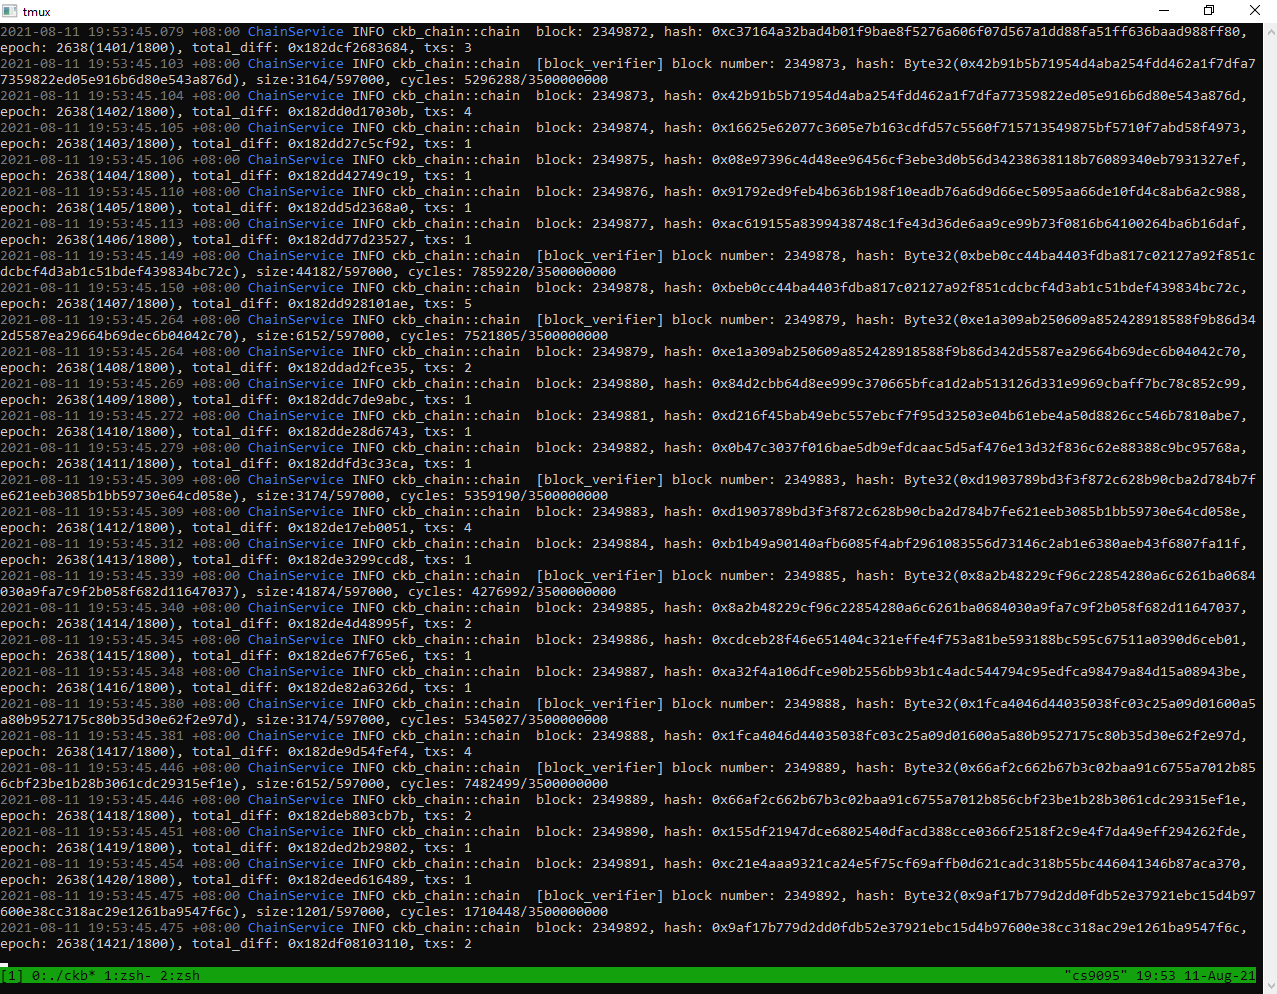 tmux
2021-08-11 19:53:45.079 +08:00 ChainService INFO ckb_chain::chain  block: 2349872, hash: 0xc37164a32bad4b01f9bae8f5276a606f07d567a1dd88fa51ff636baad988ff80,
epoch: 2638(1401/1800), total_diff: 0x182dcf2683684, txs: 3
2021-08-11 19:53:45.103 +08:00 ChainService INFO ckb_chain::chain  [block_verifier] block number: 2349873, hash: Byte32(0x42b91b5b71954d4aba254fdd462a1f7dfa7
7359822ed05e916b6d80e543a876d), size:3164/597000, cycles: 5296288/3500000000
2021-08-11 19:53:45.104 +08:00 ChainService INFO ckb_chain::chain  block: 2349873, hash: 0x42b91b5b71954d4aba254fdd462a1f7dfa77359822ed05e916b6d80e543a876d,
epoch: 2638(1402/1800), total_diff: 0x182dd0d17030b, txs: 4
2021-08-11 19:53:45.105 +08:00 ChainService INFO ckb_chain::chain  block: 2349874, hash: 0x16625e62077c3605e7b163cdfd57c5560f715713549875bf5710f7abd58f4973,
epoch: 2638(1403/1800), total_diff: 0x182dd27c5cf92, txs: 1
2021-08-11 19:53:45.106 +08:00 ChainService INFO ckb_chain::chain  block: 2349875, hash: 0x08e97396c4d48ee96456cf3ebe3d0b56d34238638118b76089340eb7931327ef,
epoch: 2638(1404/1800), total_diff: 0x182dd42749c19, txs: 1
2021-08-11 19:53:45.110 +08:00 ChainService INFO ckb_chain::chain  block: 2349876, hash: 0x91792ed9feb4b636b198f10eadb76a6d9d66ec5095aa66de10fd4c8ab6a2c988,
epoch: 2638(1405/1800), total_diff: 0x182dd5d2368a0, txs: 1
2021-08-11 19:53:45.113 +08:00 ChainService INFO ckb_chain::chain  block: 2349877, hash: 0xac619155a8399438748c1fe43d36de6aa9ce99b73f0816b64100264ba6b16daf,
epoch: 2638(1406/1800), total_diff: 0x182dd77d23527, txs: 1
2021-08-11 19:53:45.149 +08:00 ChainService INFO ckb_chain::chain  [block_verifier] block number: 2349878, hash: Byte32(0xbeb0cc44ba4403fdba817c02127a92f851c
dcbcf4d3ab1c51bdef439834bc72c), size:44182/597000, cycles: 7859220/3500000000
2021-08-11 19:53:45.150 +08:00 ChainService INFO ckb_chain::chain  block: 2349878, hash: 0xbeb0cc44ba4403fdba817c02127a92f851cdcbcf4d3ab1c51bdef439834bc72c,
epoch: 2638(1407/1800), total_diff: 0x182dd928101ae, txs: 5
2021-08-11 19:53:45.264 +08:00 ChainService INFO ckb_chain::chain  [block_verifier] block number: 2349879, hash: Byte32(0xe1a309ab250609a852428918588f9b86d34
2d5587ea29664b69dec6b04042c70), size:6152/597000, cycles: 7521805/3500000000
2021-08-11 19:53:45.264 +08:00 ChainService INFO ckb_chain::chain  block: 2349879, hash: 0xe1a309ab250609a852428918588f9b86d342d5587ea29664b69dec6b04042c70,
epoch: 2638(1408/1800), total_diff: 0x182ddad2fce35, txs: 2
2021-08-11 19:53:45.269 +08:00 ChainService INFO ckb_chain::chain  block: 2349880, hash: 0x84d2cbb64d8ee999c370665bfca1d2ab513126d331e9969cbaff7bc78c852c99,
epoch: 2638(1409/1800), total_diff: 0x182ddc7de9abc, txs: 1
2021-08-11 19:53:45.272 +08:00 ChainService INFO ckb_chain::chain  block: 2349881, hash: 0xd216f45bab49ebc557ebcf7f95d32503e04b61ebe4a50d8826cc546b7810abe7,
epoch: 2638(1410/1800), total_diff: 0x182dde28d6743, txs: 1
2021-08-11 19:53:45.279 +08:00 ChainService INFO ckb_chain::chain  block: 2349882, hash: 0x0b47c3037f016bae5db9efdcaac5d5af476e13d32f836c62e88388c9bc95768a,
epoch: 2638(1411/1800), total_diff: 0x182ddfd3c33ca, txs: 1
2021-08-11 19:53:45.309 +08:00 ChainService INFO ckb_chain::chain  [block_verifier] block number: 2349883, hash: Byte32(0xd1903789bd3f3f872c628b90cba2d784b7f
e621eeb3085b1bb59730e64cd058e), size:3174/597000, cycles: 5359190/3500000000
2021-08-11 19:53:45.309 +08:00 ChainService INFO ckb_chain::chain  block: 2349883, hash: 0xd1903789bd3f3f872c628b90cba2d784b7fe621eeb3085b1bb59730e64cd058e,
epoch: 2638(1412/1800), total_diff: 0x182de17eb0051, txs: 4
2021-08-11 19:53:45.312 +08:00 ChainService INFO ckb_chain::chain  block: 2349884, hash: 0xb1b49a90140afb6085f4abf2961083556d73146c2ab1e6380aeb43f6807fa11f,
epoch: 2638(1413/1800), total_diff: 0x182de3299ccd8, txs: 1
2021-08-11 19:53:45.339 +08:00 ChainService INFO ckb_chain::chain  [block_verifier] block number: 2349885, hash: Byte32(0x8a2b48229cf96c22854280a6c6261ba0684
030a9fa7c9f2b058f682d11647037), size:41874/597000, cycles: 4276992/3500000000
2021-08-11 19:53:45.340 +08:00 ChainService INFO ckb_chain::chain  block: 2349885, hash: 0x8a2b48229cf96c22854280a6c6261ba0684030a9fa7c9f2b058f682d11647037,
epoch: 2638(1414/1800), total_diff: 0x182de4d48995f, txs: 2
2021-08-11 19:53:45.345 +08:00 ChainService INFO ckb_chain::chain  block: 2349886, hash: 0xcdceb28f46e651404c321effe4f753a81be593188bc595c67511a0390d6ceb01,
epoch: 2638(1415/1800), total_diff: 0x182de67f765e6, txs: 1
2021-08-11 19:53:45.348 +08:00 ChainService INFO ckb_chain::chain  block: 2349887, hash: 0xa32f4a106dfce90b2556bb93b1c4adc544794c95edfca98479a84d15a08943be,
epoch: 2638(1416/1800), total_diff: 0x182de82a6326d, txs: 1
2021-08-11 19:53:45.380 +08:00 ChainService INFO ckb_chain::chain  [block_verifier] block number: 2349888, hash: Byte32(0x1fca4046d44035038fc03c25a09d01600a5
a80b9527175c80b35d30e62f2e97d), size:3174/597000, cycles: 5345027/3500000000
2021-08-11 19:53:45.381 +08:00 ChainService INFO ckb_chain::chain  block: 2349888, hash: 0x1fca4046d44035038fc03c25a09d01600a5a80b9527175c80b35d30e62f2e97d,
epoch: 2638(1417/1800), total_diff: 0x182de9d54fef4, txs: 4
2021-08-11 19:53:45.446 +08:00 ChainService INFO ckb_chain::chain  [block_verifier] block number: 2349889, hash: Byte32(0x66af2c662b67b3c02baa91c6755a7012b85
6cbf23be1b28b3061cdc29315ef1e), size:6152/597000, cycles: 7482499/3500000000
2021-08-11 19:53:45.446 +08:00 ChainService INFO ckb_chain::chain  block: 2349889, hash: 0x66af2c662b67b3c02baa91c6755a7012b856cbf23be1b28b3061cdc29315ef1e,
epoch: 2638(1418/1800), total_diff: 0x182deb803cb7b, txs: 2
2021-08-11 19:53:45.451 +08:00 ChainService INFO ckb_chain::chain  block: 2349890, hash: 0x155df21947dce6802540dfacd388cce0366f2518f2c9e4f7da49eff294262fde,
epoch: 2638(1419/1800), total_diff: 0x182ded2b29802, txs: 1
2021-08-11 19:53:45.454 +08:00 ChainService INFO ckb_chain::chain  block: 2349891, hash: 0xc21e4aaa9321ca24e5f75cf69affb0d621cadc318b55bc446041346b87aca370,
epoch: 2638(1420/1800), total_diff: 0x182deed616489, txs: 1
2021-08-11 19:53:45.475 +08:00 ChainService INFO ckb_chain::chain  [block_verifier] block number: 2349892, hash: Byte32(0x9af17b779d2dd0fdb52e37921ebc15d4b97
600e38cc318ac29e1261ba9547f6c), size:1201/597000, cycles: 1710448/3500000000
2021-08-11 19:53:45.475 +08:00 ChainService INFO ckb_chain::chain  block: 2349892, hash: 0x9af17b779d2dd0fdb52e37921ebc15d4b97600e38cc318ac29e1261ba9547f6c,
epoch: 2638(1421/1800), total_diff: 0x182df08103110, txs: 2
[1] 0:./ckb* 1:zsh- 2:zsh "cs9095" 19:53 11-Aug-21